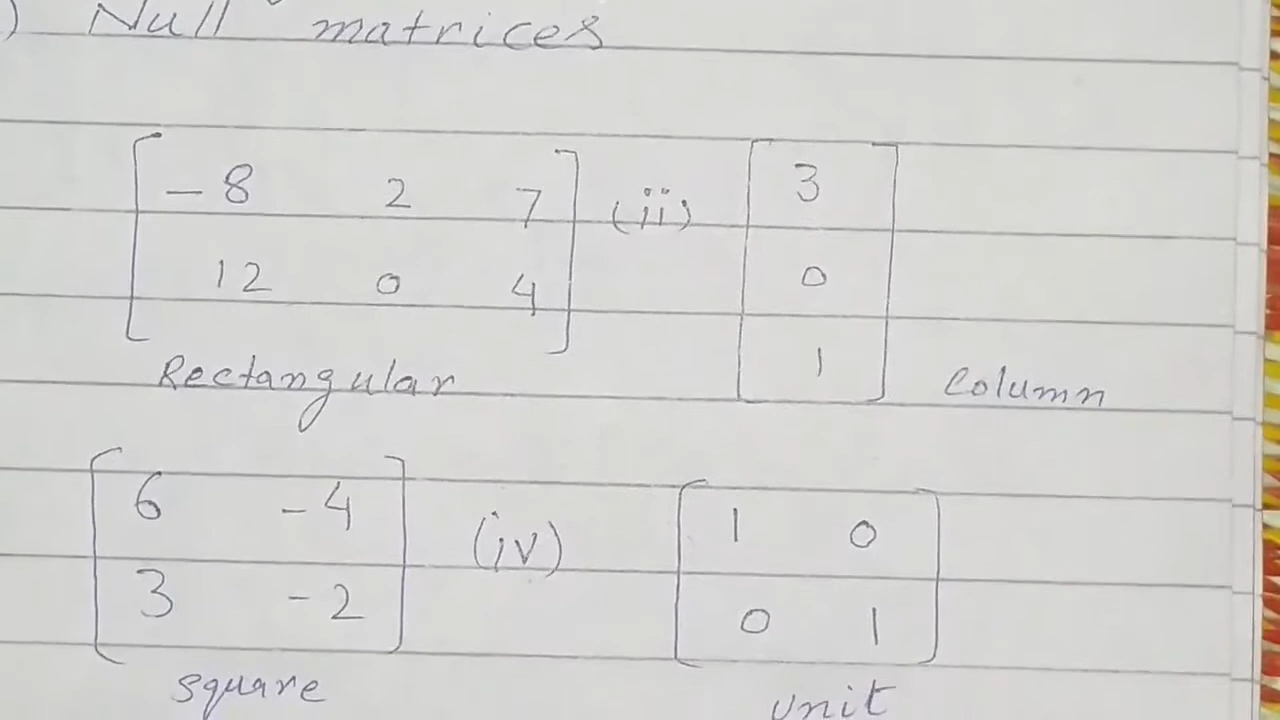 ) Null matrices
-8 2 7 (ii) 3
12 0 4 0
1
Rectangular Column
6 -4 (iv) 1 0
3 -2 0 1
square unit